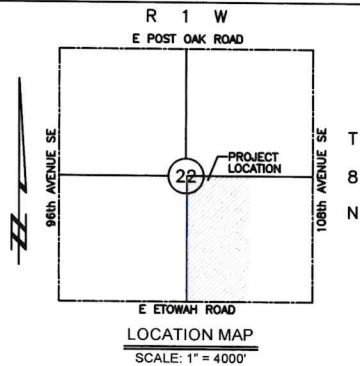 R 1 W
E POST OAK ROAD
96th AVENUE SE
PROJECT
LOCATION
22
108th AVENUE SE
T
8
N
E ETOWAH ROAD
LOCATION MAP
SCALE: 1" = 4000'